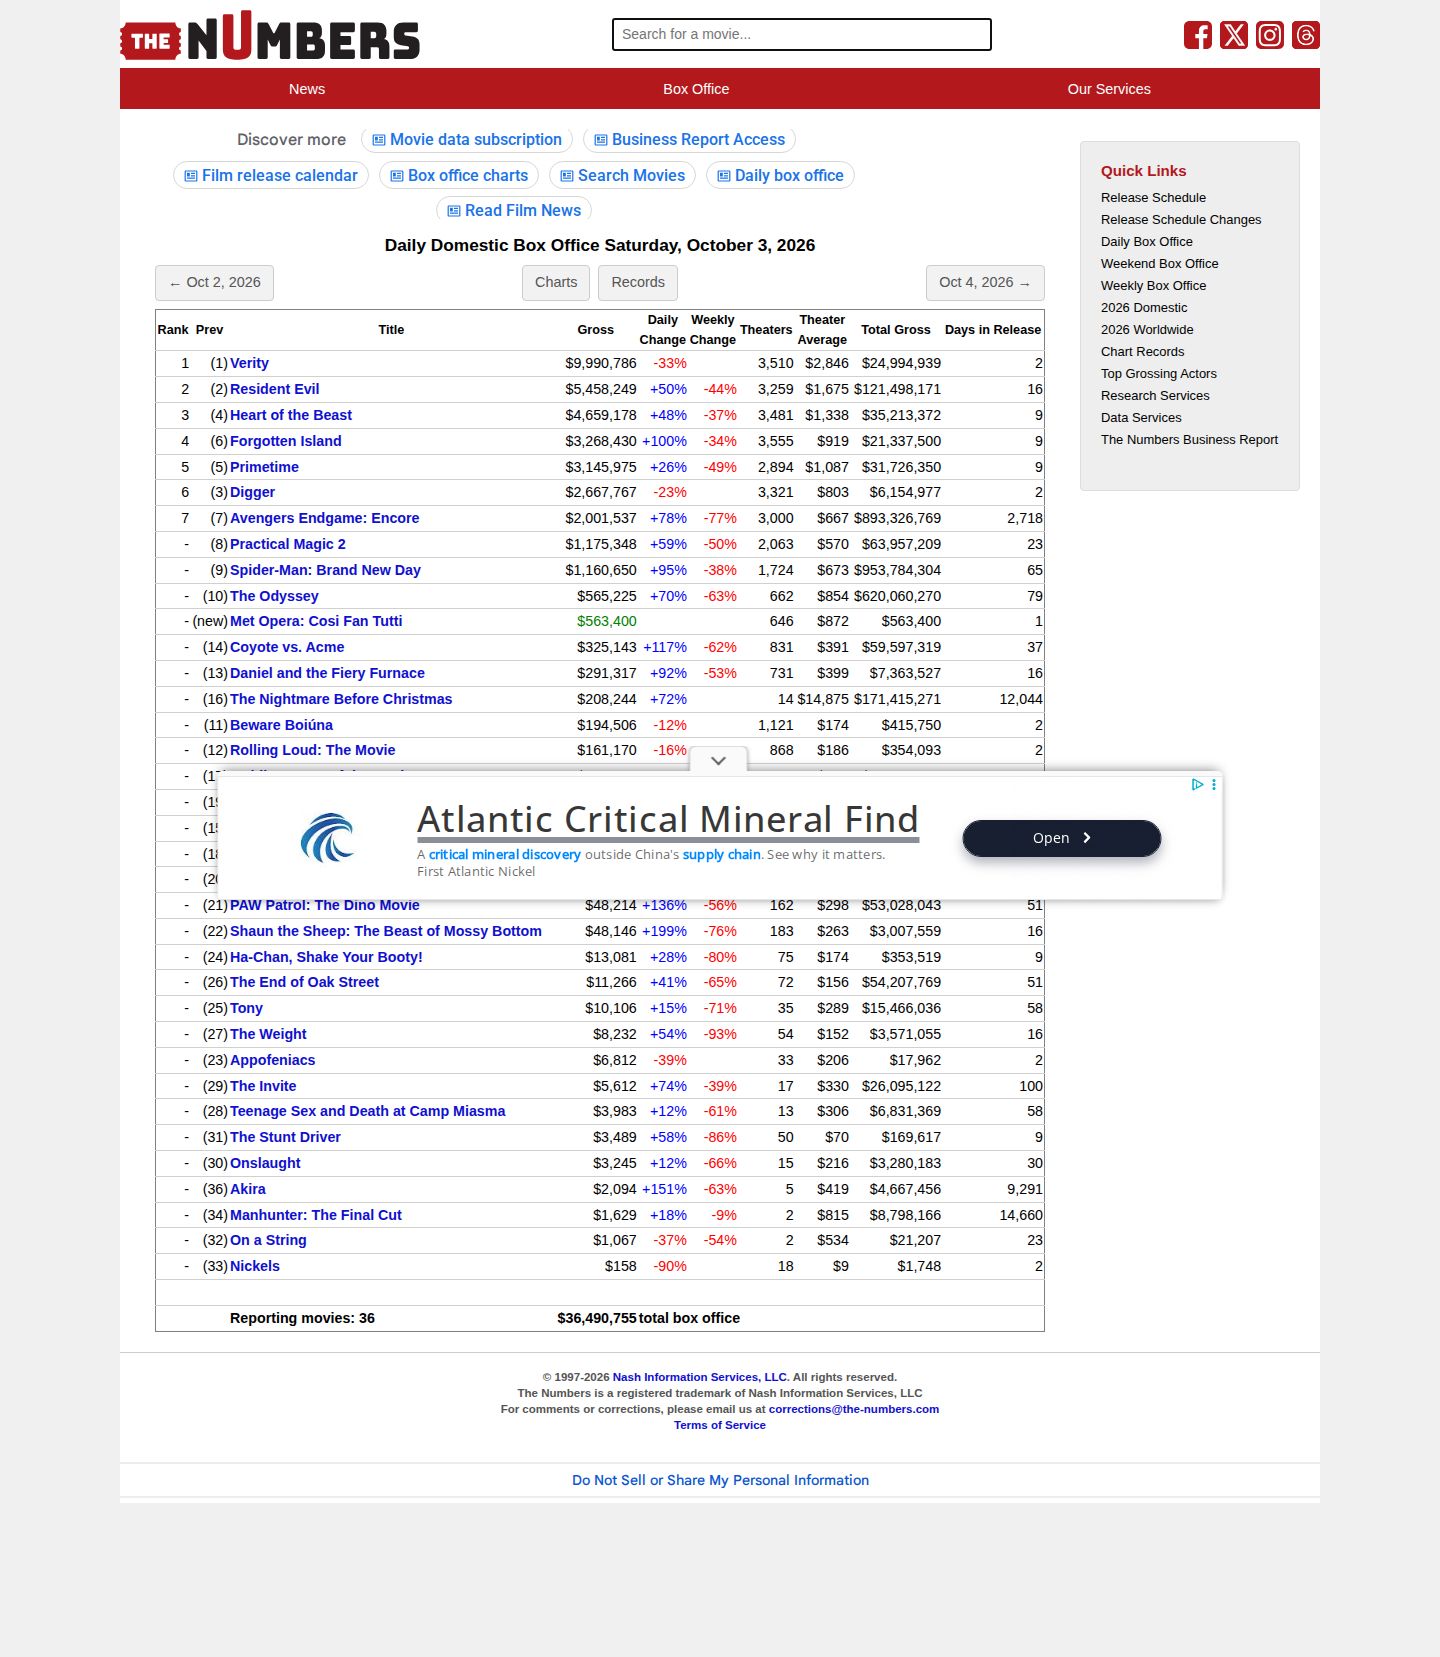 THE NUMBERS
Search for a movie...
News Box Office Our Services
Discover more Movie data subscription Business Report Access
Film release calendar Box office charts Search Movies Daily box office
Read Film News
Daily Domestic Box Office Saturday, October 3, 2026
← Oct 2, 2026 Charts Records Oct 4, 2026 →
Quick Links
Release Schedule
Release Schedule Changes
Daily Box Office
Weekend Box Office
Weekly Box Office
2026 Domestic
2026 Worldwide
Chart Records
Top Grossing Actors
Research Services
Data Services
The Numbers Business Report
Rank Prev Title Gross Daily Change Weekly Change Theaters Theater Average Total Gross Days in Release
1 (1) Verity $9,990,786 -33% 3,510 $2,846 $24,994,939 2
2 (2) Resident Evil $5,458,249 +50% -44% 3,259 $1,675 $121,498,171 16
3 (4) Heart of the Beast $4,659,178 +48% -37% 3,481 $1,338 $35,213,372 9
4 (6) Forgotten Island $3,268,430 +100% -34% 3,555 $919 $21,337,500 9
5 (5) Primetime $3,145,975 +26% -49% 2,894 $1,087 $31,726,350 9
6 (3) Digger $2,667,767 -23% 3,321 $803 $6,154,977 2
7 (7) Avengers Endgame: Encore $2,001,537 +78% -77% 3,000 $667 $893,326,769 2,718
- (8) Practical Magic 2 $1,175,348 +59% -50% 2,063 $570 $63,957,209 23
- (9) Spider-Man: Brand New Day $1,160,650 +95% -38% 1,724 $673 $953,784,304 65
- (10) The Odyssey $565,225 +70% -63% 662 $854 $620,060,270 79
- (new) Met Opera: Cosi Fan Tutti $563,400 646 $872 $563,400 1
- (14) Coyote vs. Acme $325,143 +117% -62% 831 $391 $59,597,319 37
- (13) Daniel and the Fiery Furnace $291,317 +92% -53% 731 $399 $7,363,527 16
- (16) The Nightmare Before Christmas $208,244 +72% 14 $14,875 $171,415,271 12,044
- (11) Beware Boiúna $194,506 -12% 1,121 $174 $415,750 2
- (12) Rolling Loud: The Movie $161,170 -16% 868 $186 $354,093 2
-
-
-
-
-
Atlantic Critical Mineral Find
A critical mineral discovery outside China's supply chain. See why it matters.
First Atlantic Nickel
Open
- (21) PAW Patrol: The Dino Movie $48,214 +136% -56% 162 $298 $53,028,043 51
- (22) Shaun the Sheep: The Beast of Mossy Bottom $48,146 +199% -76% 183 $263 $3,007,559 16
- (24) Ha-Chan, Shake Your Booty! $13,081 +28% -80% 75 $174 $353,519 9
- (26) The End of Oak Street $11,266 +41% -65% 72 $156 $54,207,769 51
- (25) Tony $10,106 +15% -71% 35 $289 $15,466,036 58
- (27) The Weight $8,232 +54% -93% 54 $152 $3,571,055 16
- (23) Appofeniacs $6,812 -39% 33 $206 $17,962 2
- (29) The Invite $5,612 +74% -39% 17 $330 $26,095,122 100
- (28) Teenage Sex and Death at Camp Miasma $3,983 +12% -61% 13 $306 $6,831,369 58
- (31) The Stunt Driver $3,489 +58% -86% 50 $70 $169,617 9
- (30) Onslaught $3,245 +12% -66% 15 $216 $3,280,183 30
- (36) Akira $2,094 +151% -63% 5 $419 $4,667,456 9,291
- (34) Manhunter: The Final Cut $1,629 +18% -9% 2 $815 $8,798,166 14,660
- (32) On a String $1,067 -37% -54% 2 $534 $21,207 23
- (33) Nickels $158 -90% 18 $9 $1,748 2
Reporting movies: 36 $36,490,755 total box office
© 1997-2026 Nash Information Services, LLC. All rights reserved.
The Numbers is a registered trademark of Nash Information Services, LLC
For comments or corrections, please email us at corrections@the-numbers.com
Terms of Service
Do Not Sell or Share My Personal Information